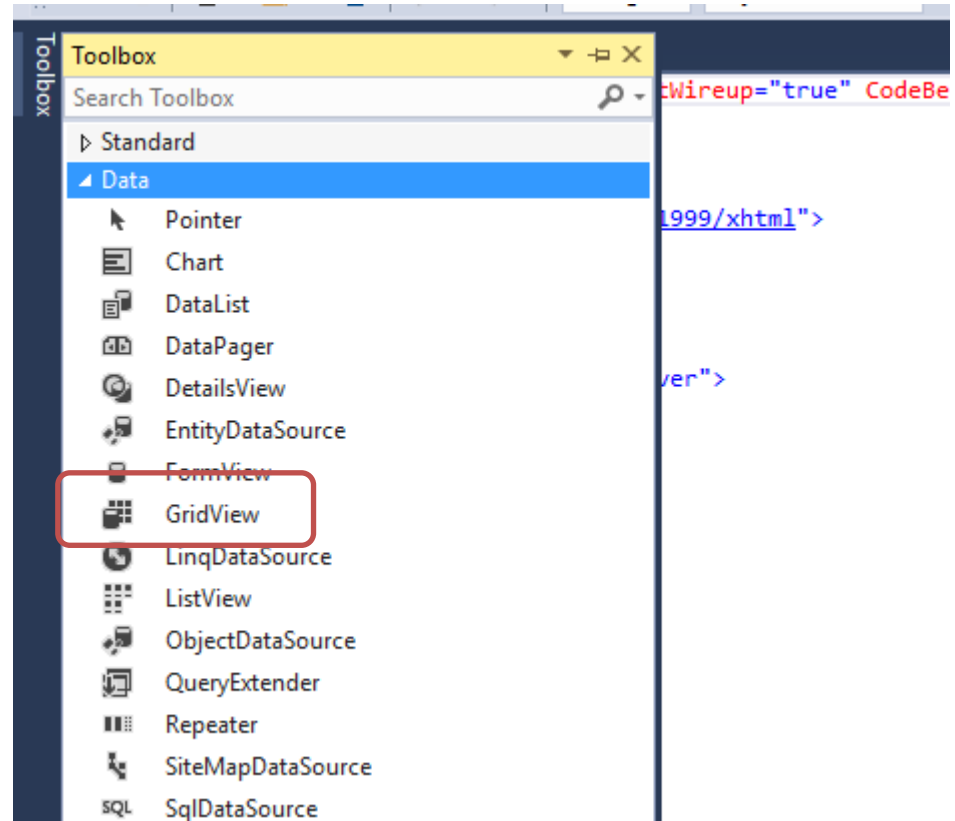 Toolbox
Toolbox
Search Toolbox
Standard
Data
Pointer
Chart
DataList
DataPager
DetailsView
EntityDataSource
FormView
GridView
LinqDataSource
ListView
ObjectDataSource
QueryExtender
Repeater
SiteMapDataSource
SQL SqlDataSource
tWireup="true" CodeBe
1999/xhtml">
ver">